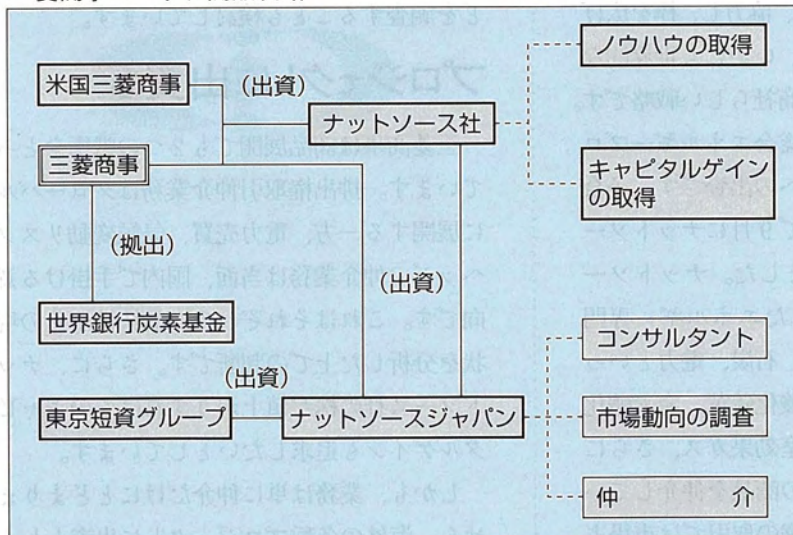 米国三菱商事
三菱商事
(出資)
ナットソース社
ノウハウの取得
キャピタルゲイン
の取得
(拠出)
世界銀行炭素基金
(出資)
東京短資グループ
(出資)
ナットソースジャパン
コンサルタント
市場動向の調査
仲　介